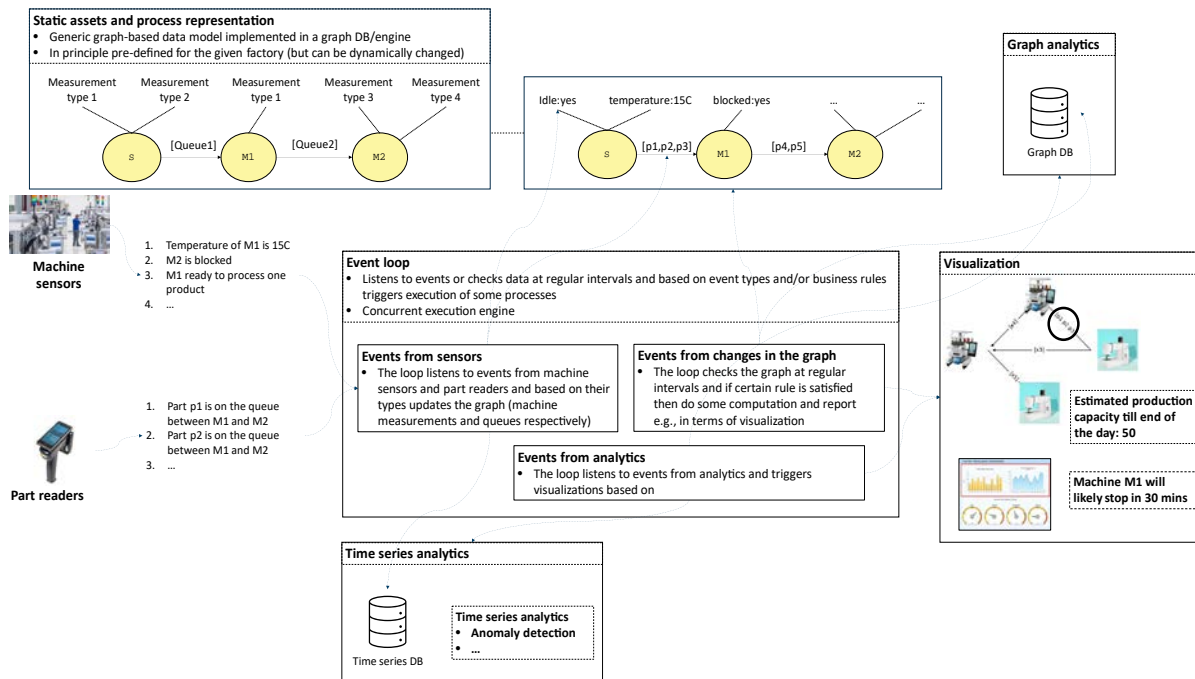 Static assets and process representation
• Generic graph-based data model implemented in a graph DB/engine
• In principle pre-defined for the given factory (but can be dynamically changed)
Measurement type 1
Measurement type 2
Measurement type 1
Measurement type 3
Measurement type 4
S
[Queue1]
M1
[Queue2]
M2
Idle:yes
temperature:15C
blocked:yes
...
...
S
[p1,p2,p3]
M1
[p4,p5]
M2
Graph analytics
Graph DB
Machine
sensors
1. Temperature of M1 is 15C
2. M2 is blocked
3. M1 ready to process one
product
4. ...
Part readers
1. Part p1 is on the queue
between M1 and M2
2. Part p2 is on the queue
between M1 and M2
3. ...
Event loop
• Listens to events or checks data at regular intervals and based on event types and/or business rules
triggers execution of some processes
• Concurrent execution engine
Events from sensors
• The loop listens to events from machine
sensors and part readers and based on their
types updates the graph (machine
measurements and queues respectively)
Events from changes in the graph
• The loop checks the graph at regular
intervals and if certain rule is satisfied
then do some computation and report
e.g., in terms of visualization
Events from analytics
• The loop listens to events from analytics and triggers
visualizations based on
Visualization
Estimated production
capacity till end of
the day: 50
Machine M1 will
likely stop in 30 mins
Time series analytics
Time series DB
Time series analytics
• Anomaly detection
• ...